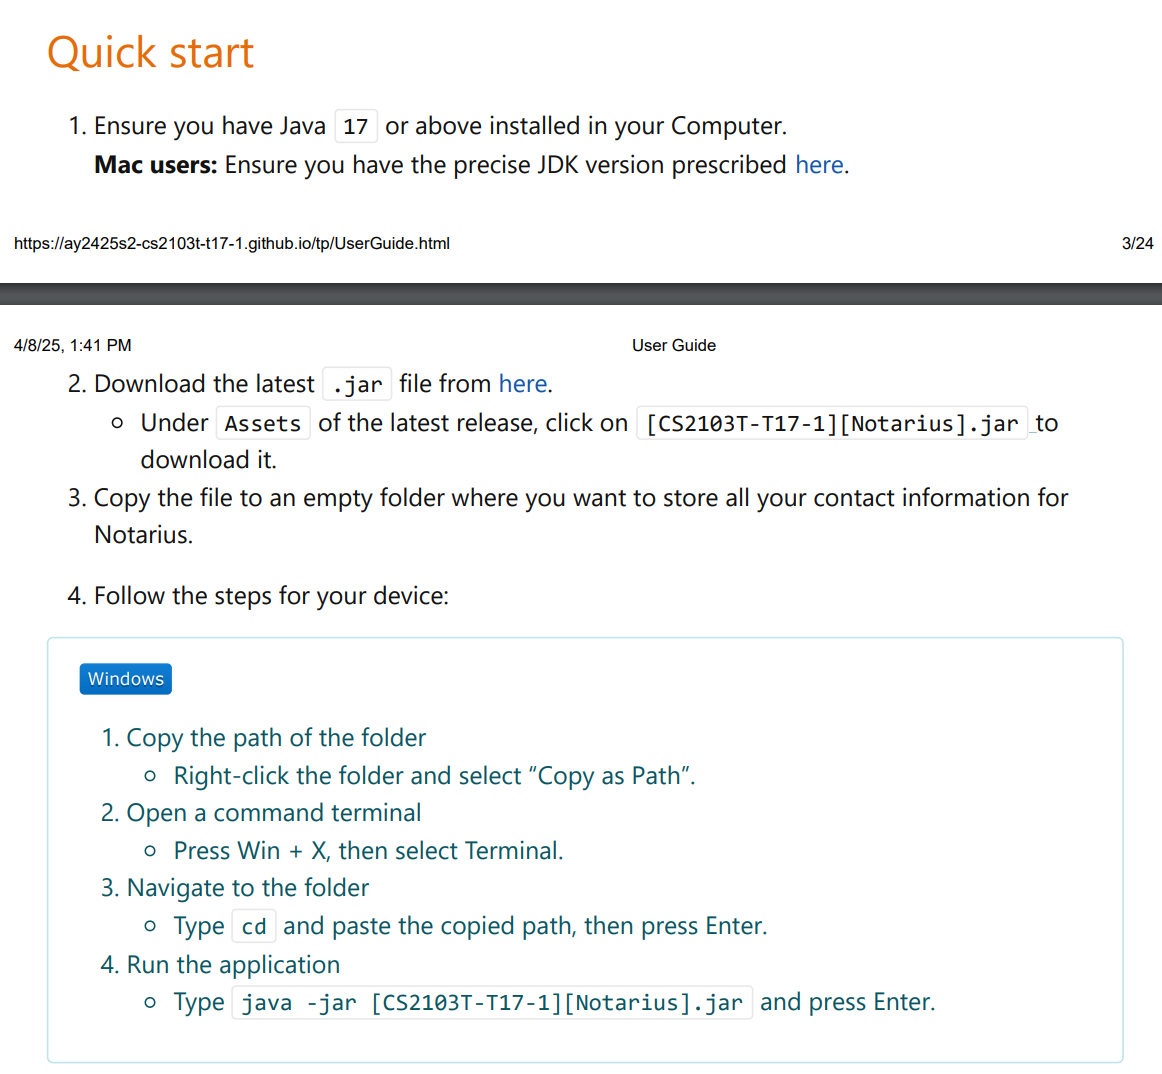 Quick start
1. Ensure you have Java 17 or above installed in your Computer.
Mac users: Ensure you have the precise JDK version prescribed here.
https://ay2425s2-cs2103t-t17-1.github.io/tp/UserGuide.html 3/24
4/8/25, 1:41 PM User Guide
2. Download the latest .jar file from here.
Under Assets of the latest release, click on [CS2103T-T17-1][Notarius].jar to
download it.
3. Copy the file to an empty folder where you want to store all your contact information for
Notarius.
4. Follow the steps for your device:
Windows
1. Copy the path of the folder
Right-click the folder and select “Copy as Path”.
2. Open a command terminal
Press Win + X, then select Terminal.
3. Navigate to the folder
Type cd and paste the copied path, then press Enter.
4. Run the application
Type java -jar [CS2103T-T17-1][Notarius].jar and press Enter.